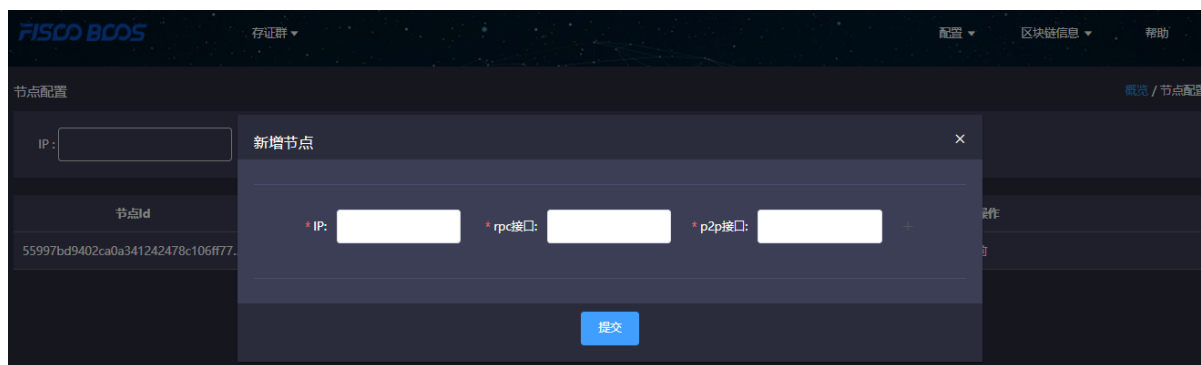 FISCO BCOS 存证群 配置 区块链信息 帮助
节点配置 概览 / 节点配置
IP :
新增节点 ×
节点Id 操作
* IP: * rpc接口: * p2p接口: +
55997bd9402ca0a341242478c106ff77..
提交